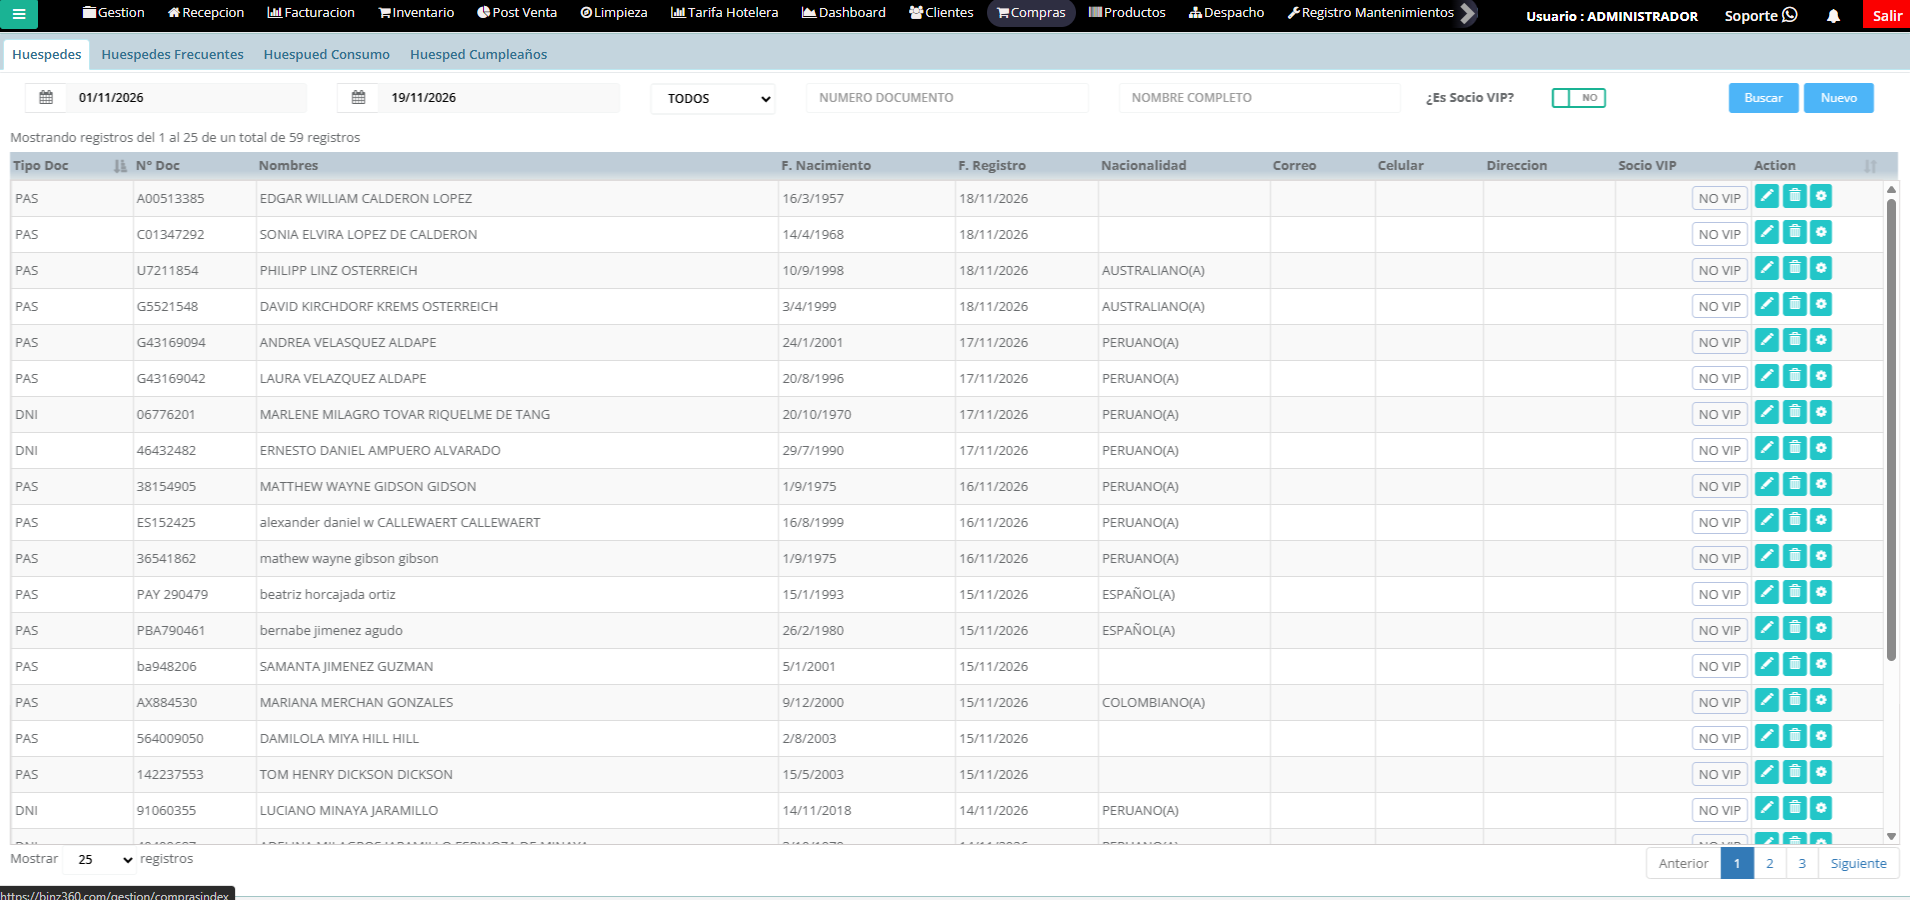 Gestion Recepcion Facturacion Inventario Post Venta Limpieza Tarifa Hotelera Dashboard Clientes Compras Productos Despacho Registro Mantenimientos Usuario : ADMINISTRADOR Soporte Salir
Huespedes Huespedes Frecuentes Huespued Consumo Huesped Cumpleaños
01/11/2026 19/11/2026 TODOS NUMERO DOCUMENTO NOMBRE COMPLETO ¿Es Socio VIP? NO Buscar Nuevo
Mostrando registros del 1 al 25 de un total de 59 registros
Tipo Doc N° Doc Nombres F. Nacimiento F. Registro Nacionalidad Correo Celular Direccion Socio VIP Action
PAS A00513385 EDGAR WILLIAM CALDERON LOPEZ 16/3/1957 18/11/2026 NO VIP
PAS C01347292 SONIA ELVIRA LOPEZ DE CALDERON 14/4/1968 18/11/2026 NO VIP
PAS U7211854 PHILIPP LINZ OSTERREICH 10/9/1998 18/11/2026 AUSTRALIANO(A) NO VIP
PAS G5521548 DAVID KIRCHDORF KREMS OSTERREICH 3/4/1999 18/11/2026 AUSTRALIANO(A) NO VIP
PAS G43169094 ANDREA VELASQUEZ ALDAPE 24/1/2001 17/11/2026 PERUANO(A) NO VIP
PAS G43169042 LAURA VELAZQUEZ ALDAPE 20/8/1996 17/11/2026 PERUANO(A) NO VIP
DNI 06776201 MARLENE MILAGRO TOVAR RIQUELME DE TANG 20/10/1970 17/11/2026 PERUANO(A) NO VIP
DNI 46432482 ERNESTO DANIEL AMPUERO ALVARADO 29/7/1990 17/11/2026 PERUANO(A) NO VIP
PAS 38154905 MATTHEW WAYNE GIDSON GIDSON 1/9/1975 16/11/2026 PERUANO(A) NO VIP
PAS ES152425 alexander daniel w CALLEWAERT CALLEWAERT 16/8/1999 16/11/2026 PERUANO(A) NO VIP
PAS 36541862 mathew wayne gibson gibson 1/9/1975 16/11/2026 PERUANO(A) NO VIP
PAS PAY 290479 beatriz horcajada ortiz 15/1/1993 15/11/2026 ESPAÑOL(A) NO VIP
PAS PBA790461 bernabe jimenez agudo 26/2/1980 15/11/2026 ESPAÑOL(A) NO VIP
PAS ba948206 SAMANTA JIMENEZ GUZMAN 5/1/2001 15/11/2026 NO VIP
PAS AX884530 MARIANA MERCHAN GONZALES 9/12/2000 15/11/2026 COLOMBIANO(A) NO VIP
PAS 564009050 DAMILOLA MIYA HILL HILL 2/8/2003 15/11/2026 NO VIP
PAS 142237553 TOM HENRY DICKSON DICKSON 15/5/2003 15/11/2026 NO VIP
DNI 91060355 LUCIANO MINAYA JARAMILLO 14/11/2018 14/11/2026 PERUANO(A) NO VIP
Mostrar 25 registros Anterior 1 2 3 Siguiente
https://binz360.com/gestion/comprasindex